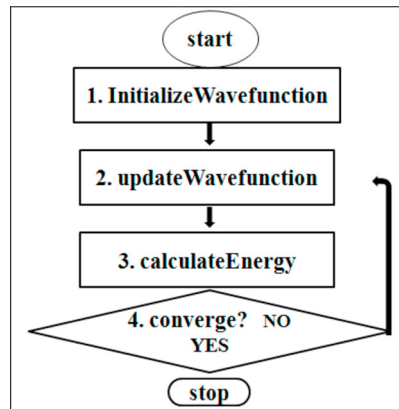 start
1. InitializeWavefunction
2. updateWavefunction
3. calculateEnergy
4. converge? NO
YES
stop